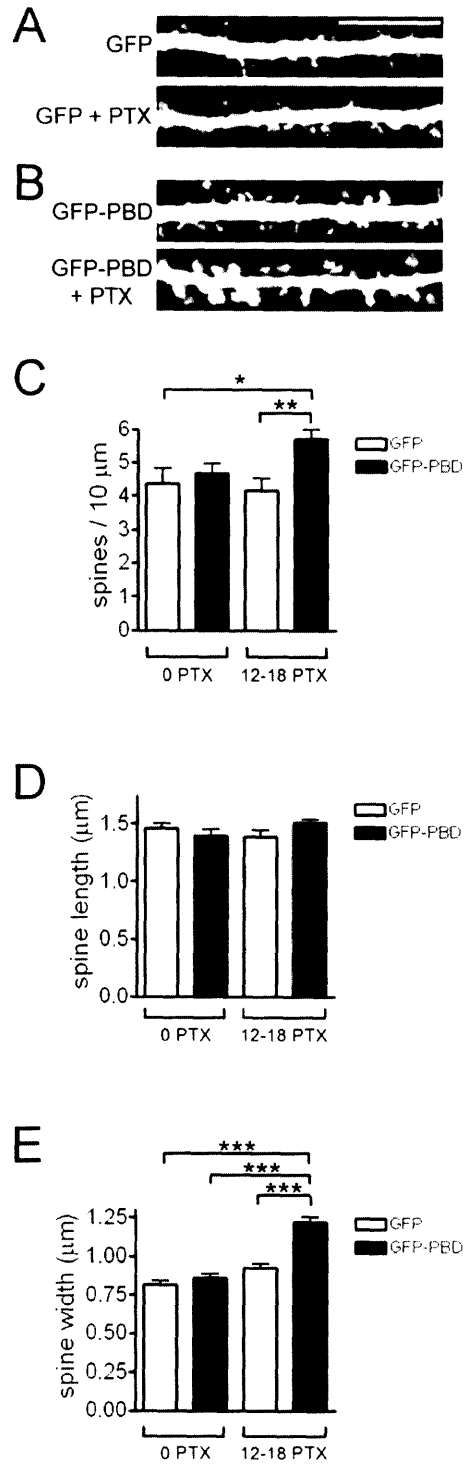 A
GFP
GFP + PTX
B
GFP-PBD
GFP-PBD
+ PTX
C
*
**
6
5
4
3
2
1
0
spines / 10 μm
GFP
GFP-PBD
0 PTX
12-18 PTX
D
1.5
1.0
0.5
0.0
spine length (μm)
GFP
GFP-PBD
0 PTX
12-18 PTX
E
***
***
***
1.25
1.00
0.75
0.50
0.25
0.00
spine width (μm)
GFP
GFP-PBD
0 PTX
12-18 PTX